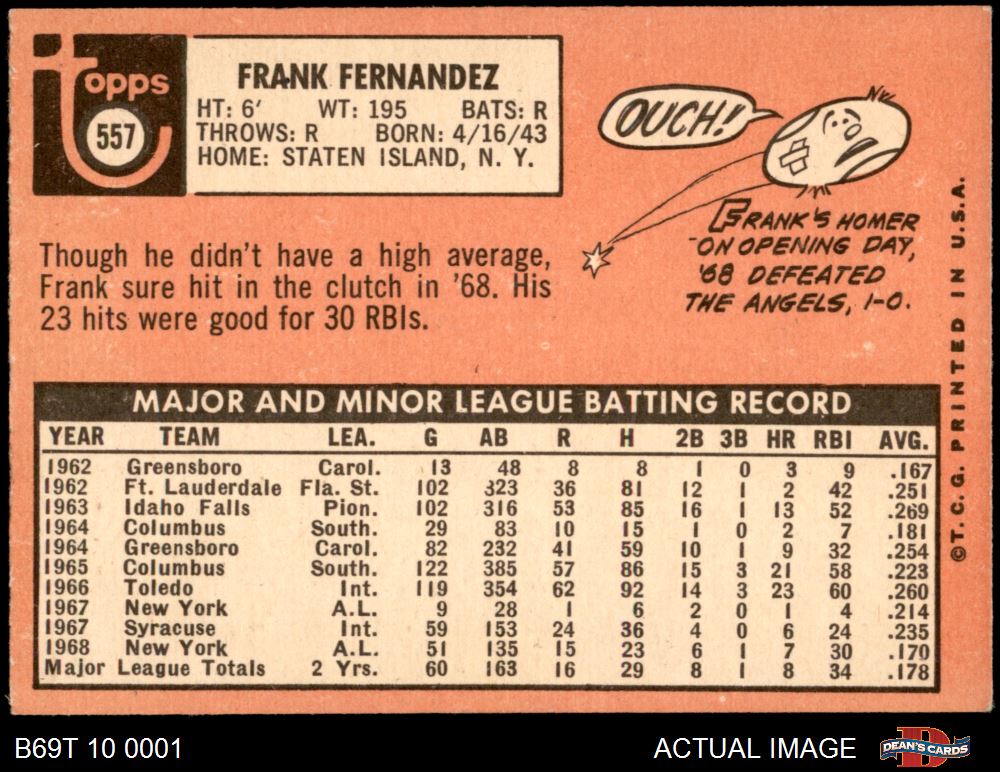 topps
557
FRANK FERNANDEZ
HT: 6' WT: 195 BATS: R
THROWS: R BORN: 4/16/43
HOME: STATEN ISLAND, N. Y.
OUCH!
FRANK'S HOMER
ON OPENING DAY,
'68 DEFEATED
THE ANGELS, 1-0.
Though he didn't have a high average,
Frank sure hit in the clutch in '68. His
23 hits were good for 30 RBIs.
MAJOR AND MINOR LEAGUE BATTING RECORD
YEAR TEAM LEA. G AB R H 2B 3B HR RBI AVG.
1962 Greensboro Carol. 13 48 8 8 1 0 3 9 .167
1962 Ft. Lauderdale Fla. St. 102 323 36 81 12 1 2 42 .251
1963 Idaho Falls Pion. 102 316 53 85 16 1 13 52 .269
1964 Columbus South. 29 83 10 15 1 0 2 7 .181
1964 Greensboro Carol. 82 232 41 59 10 1 9 32 .254
1965 Columbus South. 122 385 57 86 15 3 21 58 .223
1966 Toledo Int. 119 354 62 92 14 3 23 60 .260
1967 New York A.L. 9 28 1 6 2 0 1 4 .214
1967 Syracuse Int. 59 153 24 36 4 0 6 24 .235
1968 New York A.L. 51 135 15 23 6 1 7 30 .170
Major League Totals 2 Yrs. 60 163 16 29 8 1 8 34 .178
©T. C. G. PRINTED IN U.S.A.
B69T 10 0001
ACTUAL IMAGE
DEAN'S CARDS